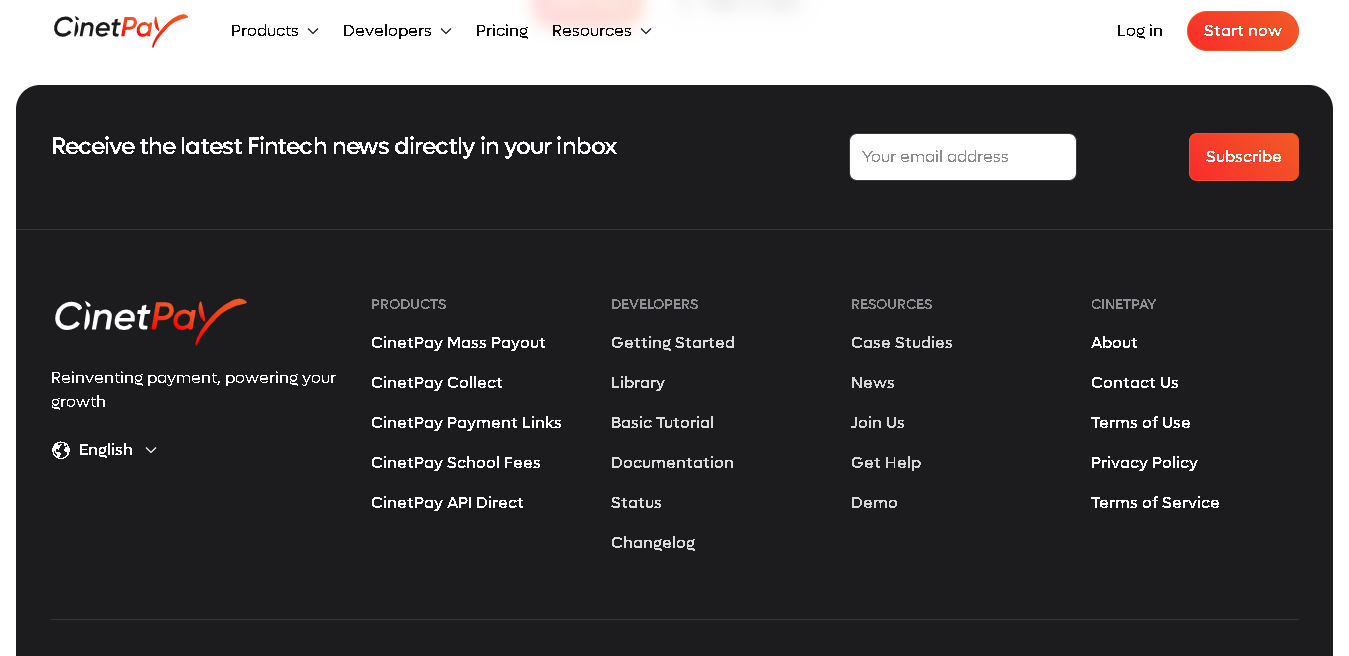 CinetPay
Products
Developers
Pricing
Resources
Log in
Start now
Receive the latest Fintech news directly in your inbox
Your email address
Subscribe
CinetPay
Reinventing payment, powering your
growth
English
PRODUCTS
CinetPay Mass Payout
CinetPay Collect
CinetPay Payment Links
CinetPay School Fees
CinetPay API Direct
DEVELOPERS
Getting Started
Library
Basic Tutorial
Documentation
Status
Changelog
RESOURCES
Case Studies
News
Join Us
Get Help
Demo
CINETPAY
About
Contact Us
Terms of Use
Privacy Policy
Terms of Service